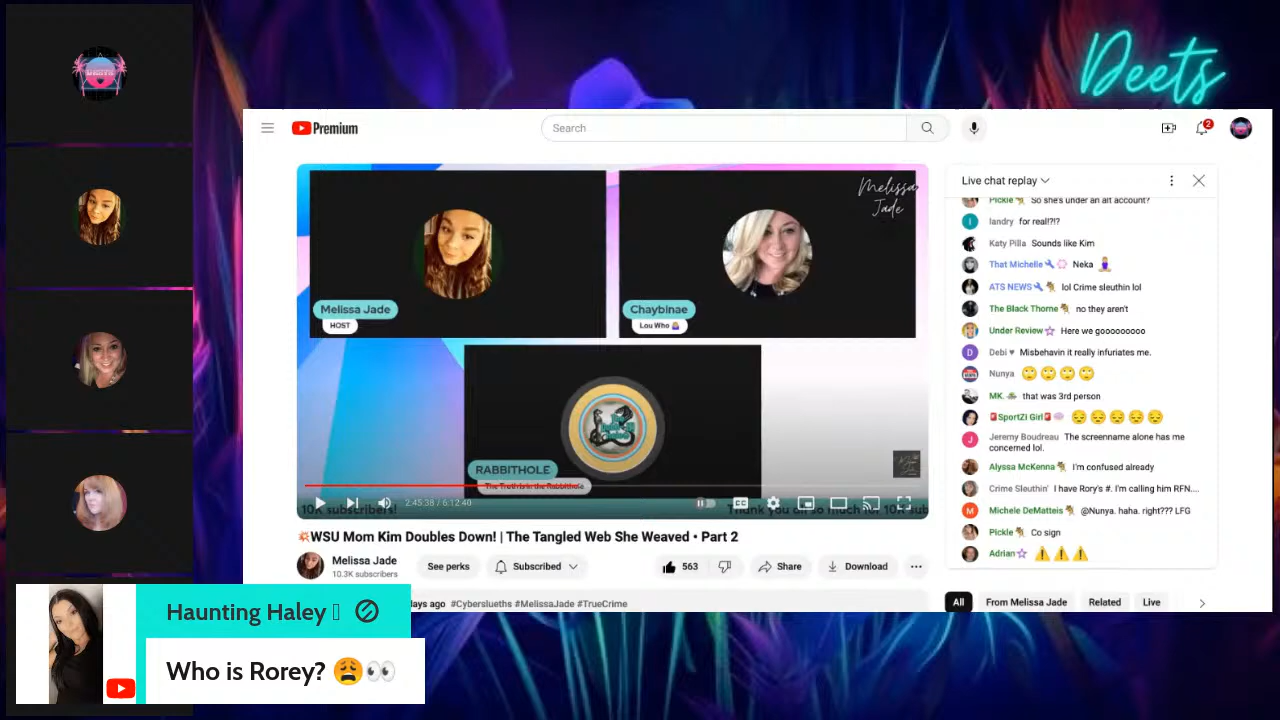 Deets
Premium
Search
2
Melissa
Jade
Melissa Jade
HOST
Chaybinae
Lou Who 🤷‍♀️
RABBITHOLE
The Truth is in the Rabbithole.
2:45:38 / 6:12:40
CC
10K subscribers!
Thank you all so much for 10K sub
💥WSU Mom Kim Doubles Down! | The Tangled Web She Weaved • Part 2
Melissa Jade
10.3K subscribers
See perks
Subscribed
563
Share
Download
days ago #Cyberslueths #MelissaJade #TrueCrime
Live chat replay
Pickle So she's under an alt account?
landry for real!?!?
Katy Pilla Sounds like Kim
That Michelle Neka
ATS NEWS lol Crime sleuthin lol
The Black Thorne no they aren't
Under Review Here we gooooooooo
Debi ♥ Misbehavin it really infuriates me.
Nunya 🙄🙄🙄🙄
MK. that was 3rd person
🚨SportZI Girl🚨 😔😔😔😔😔
Jeremy Boudreau The screenname alone has me
concerned lol.
Alyssa McKenna I'm confused already
Crime Sleuthin' I have Rory's #. I'm calling him RFN....
Michele DeMatteis @Nunya. haha. right??? LFG
Pickle Co sign
Adrian ⚠️⚠️⚠️
All
From Melissa Jade
Related
Live
Haunting Haley
Who is Rorey? 😩👀